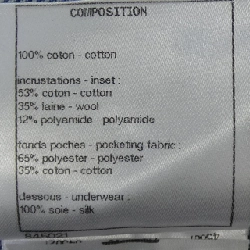 COMPOSITION
100% coton - cotton
incrustations - inset :
53% coton - cotton
35% laine - wool
12% polyamide - polyamide
fonds poches - pocketing fabric :
65% polyester - polyester
35% coton - cotton
dessous - underwear :
100% soie - silk